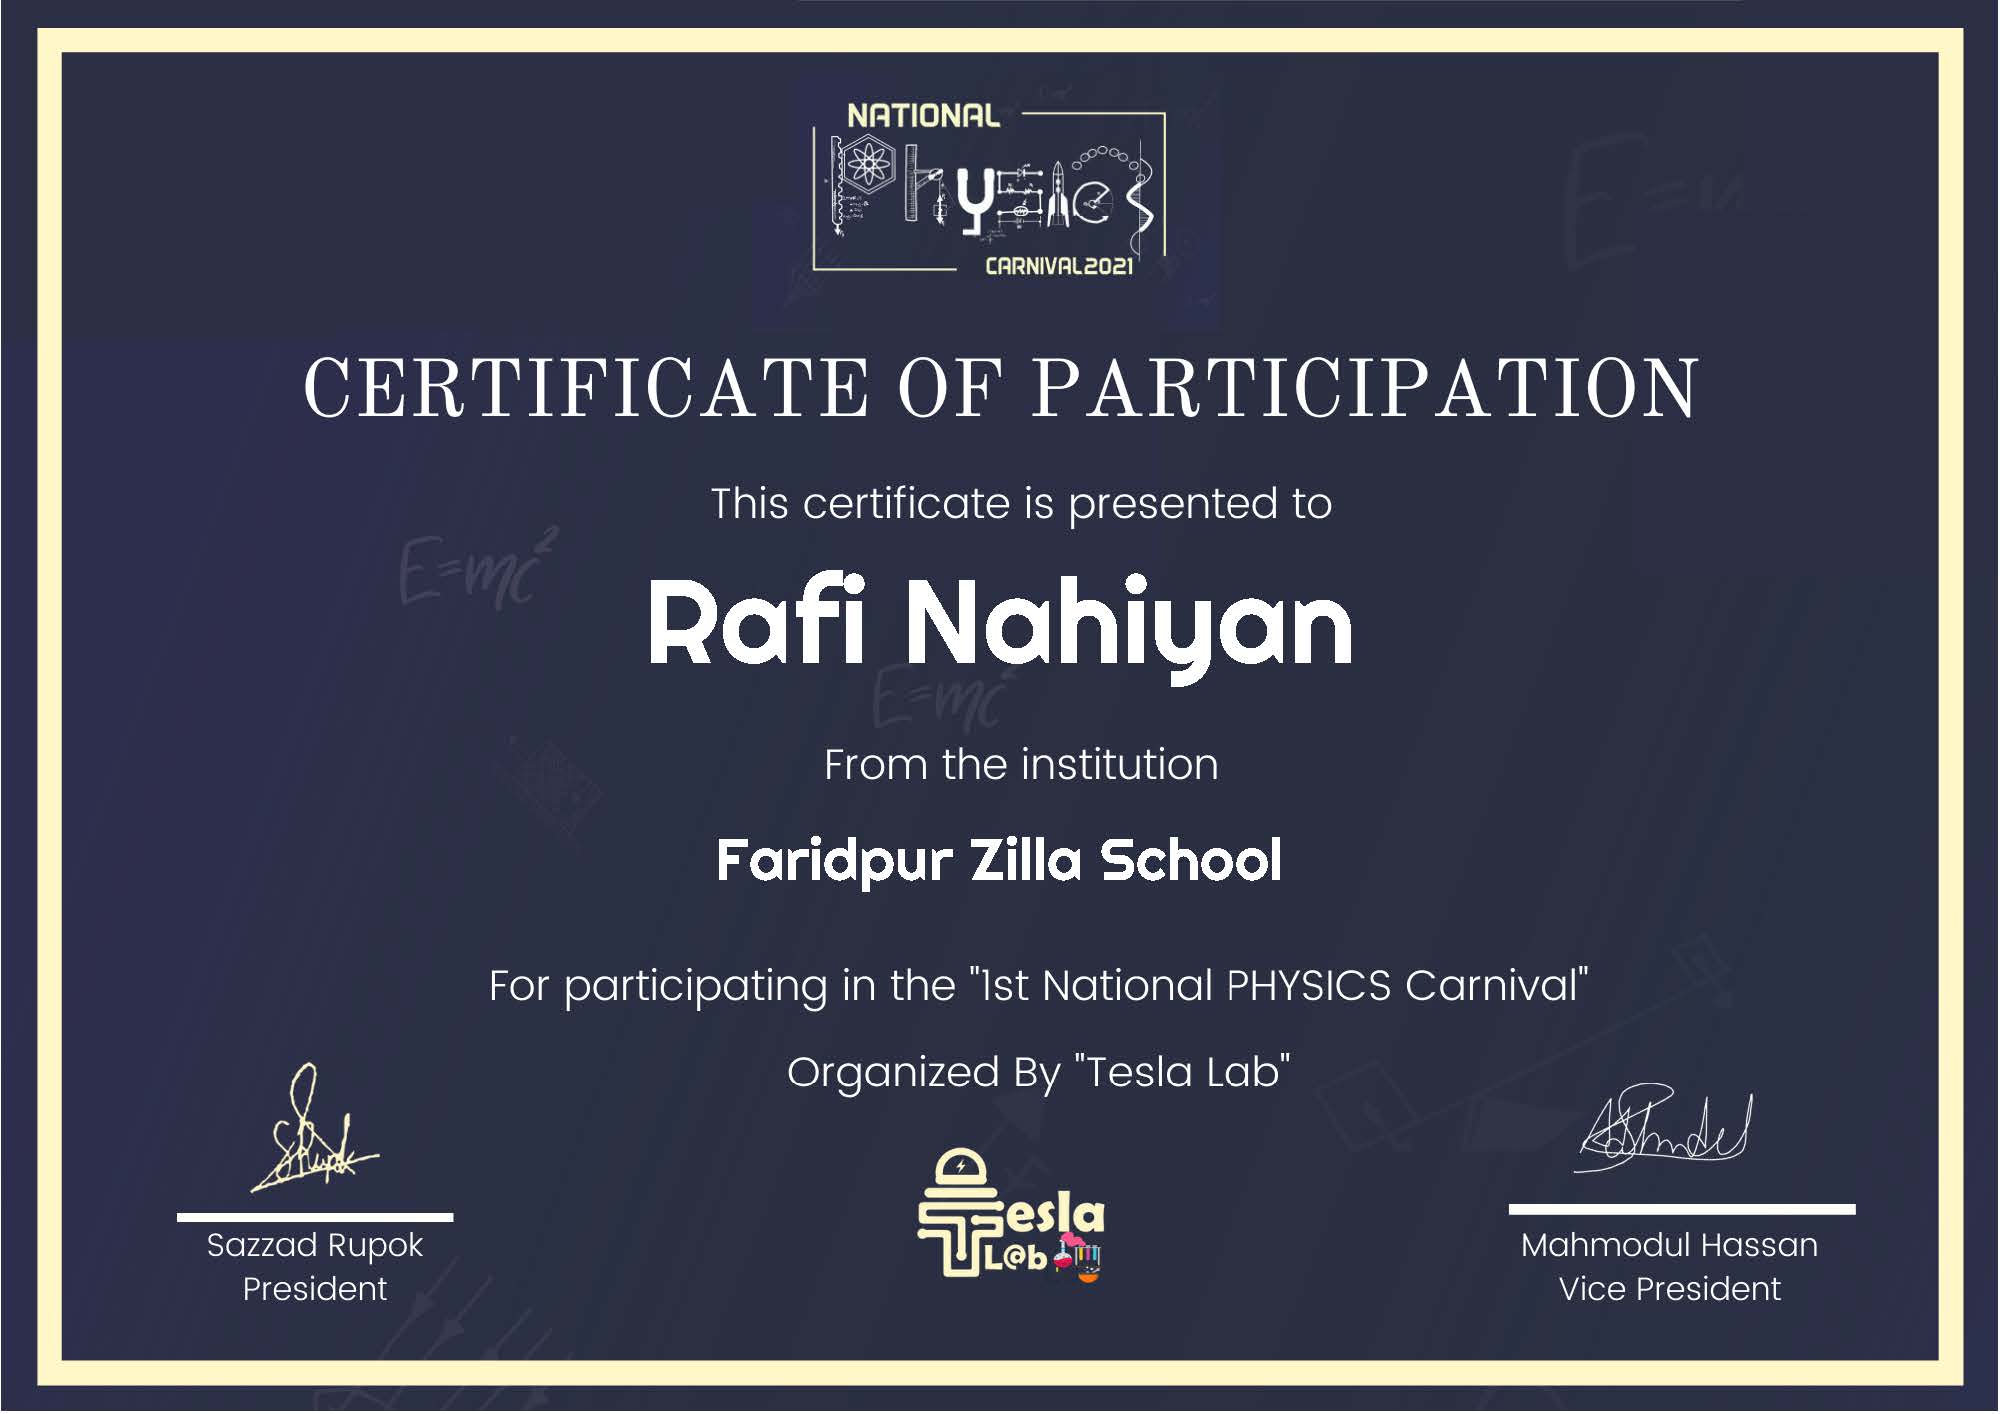 NATIONAL
Physics
CARNIVAL2021
CERTIFICATE OF PARTICIPATION
This certificate is presented to
E=mc²
Rafi Nahiyan
E=mc²
From the institution
Faridpur Zilla School
For participating in the "1st National PHYSICS Carnival"
Organized By "Tesla Lab"
Tesla
L@b
Sazzad Rupok
President
Mahmodul Hassan
Vice President